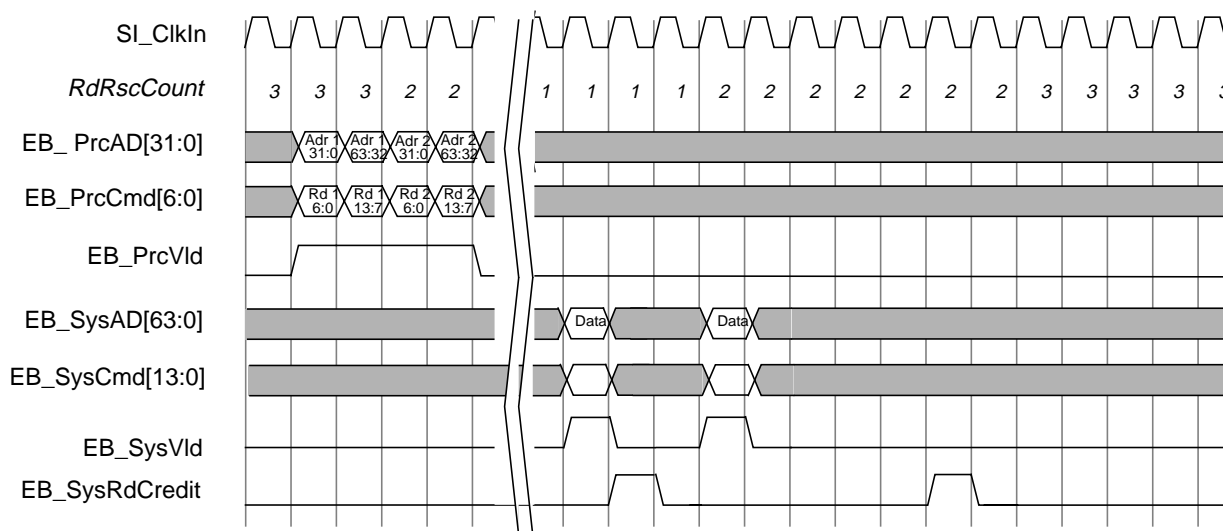 SI_ClkIn
RdRscCount 3 3 3 2 2 1 1 1 1 2 2 2 2 2 2 2 3 3 3 3 3
EB_ PrcAD[31:0] Adr 1 Adr 1 Adr 2 Adr 2
31:0 63:32 31:0 63:32
EB_PrcCmd[6:0] Rd 1 Rd 1 Rd 2 Rd 2
6:0 13:7 6:0 13:7
EB_PrcVld
EB_SysAD[63:0] Data Data
EB_SysCmd[13:0]
EB_SysVld
EB_SysRdCredit